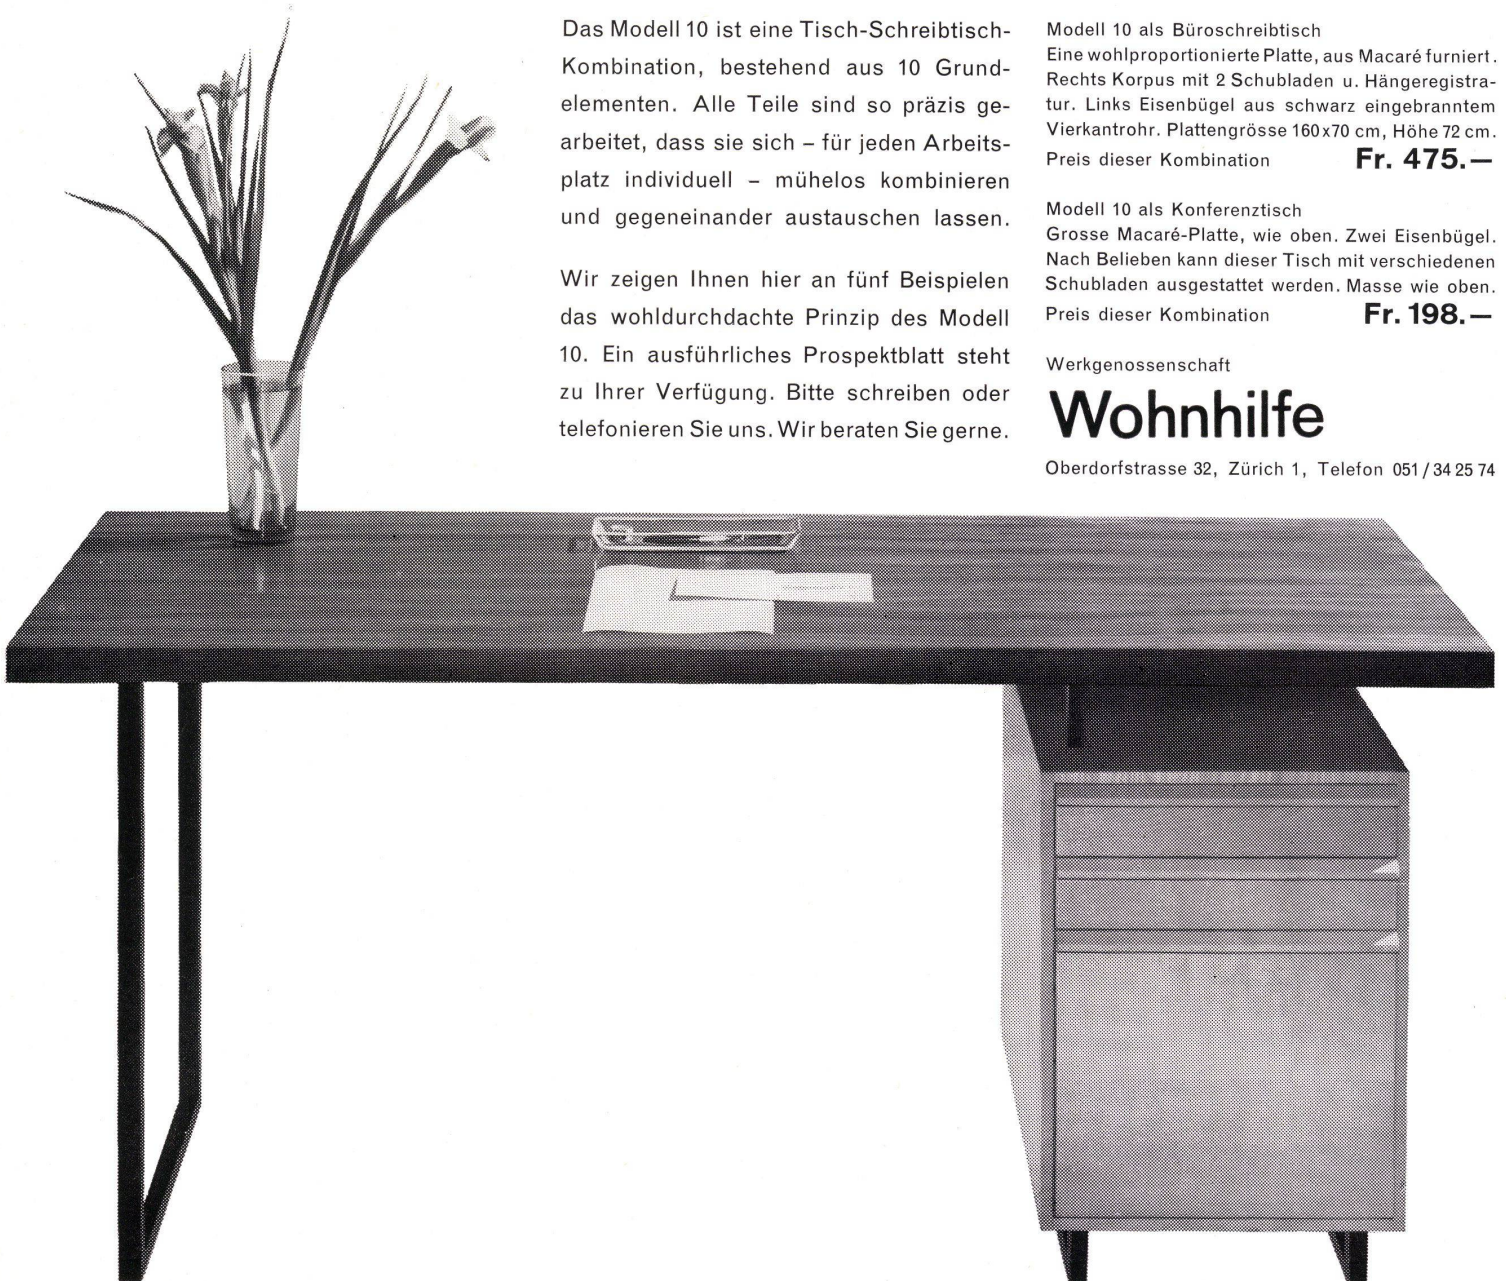 Das Modell 10 ist eine Tisch-Schreibtisch-
Kombination, bestehend aus 10 Grund-
elementen. Alle Teile sind so präzis ge-
arbeitet, dass sie sich – für jeden Arbeits-
platz individuell – mühelos kombinieren
und gegeneinander austauschen lassen.
Wir zeigen Ihnen hier an fünf Beispielen
das wohldurchdachte Prinzip des Modell
10. Ein ausführliches Prospektblatt steht
zu Ihrer Verfügung. Bitte schreiben oder
telefonieren Sie uns. Wir beraten Sie gerne.
Modell 10 als Büroschreibtisch
Eine wohlproportionierte Platte, aus Macaré furniert.
Rechts Korpus mit 2 Schubladen u. Hängeregistra-
tur. Links Eisenbügel aus schwarz eingebranntem
Vierkantrohr. Plattengrösse 160x70 cm, Höhe 72 cm.
Preis dieser Kombination Fr. 475.—
Modell 10 als Konferenztisch
Grosse Macaré-Platte, wie oben. Zwei Eisenbügel.
Nach Belieben kann dieser Tisch mit verschiedenen
Schubladen ausgestattet werden. Masse wie oben.
Preis dieser Kombination Fr. 198.—
Werkgenossenschaft
Wohnhilfe
Oberdorfstrasse 32, Zürich 1, Telefon 051/34 25 74